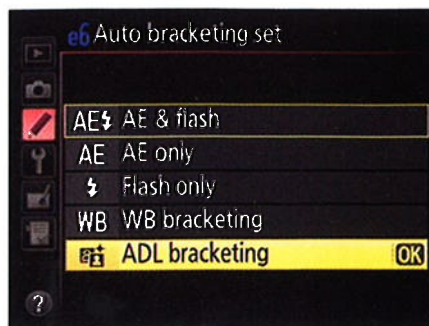 e6 Auto bracketing set
AE⚡ AE & flash
AE AE only
⚡ Flash only
WB WB bracketing
ADL bracketing OK
?